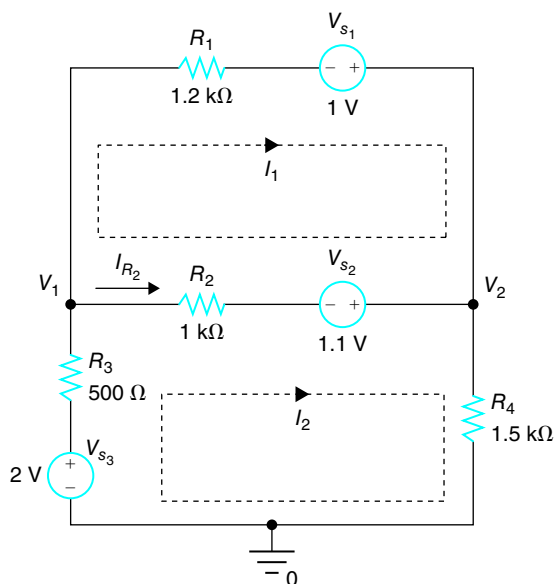 R1
Vs1
1.2 kΩ
− +
1 V
I1
V1
IR2
R2
Vs2
V2
− +
1 kΩ
1.1 V
R3
500 Ω
I2
R4
1.5 kΩ
Vs3
2 V
+
−
0